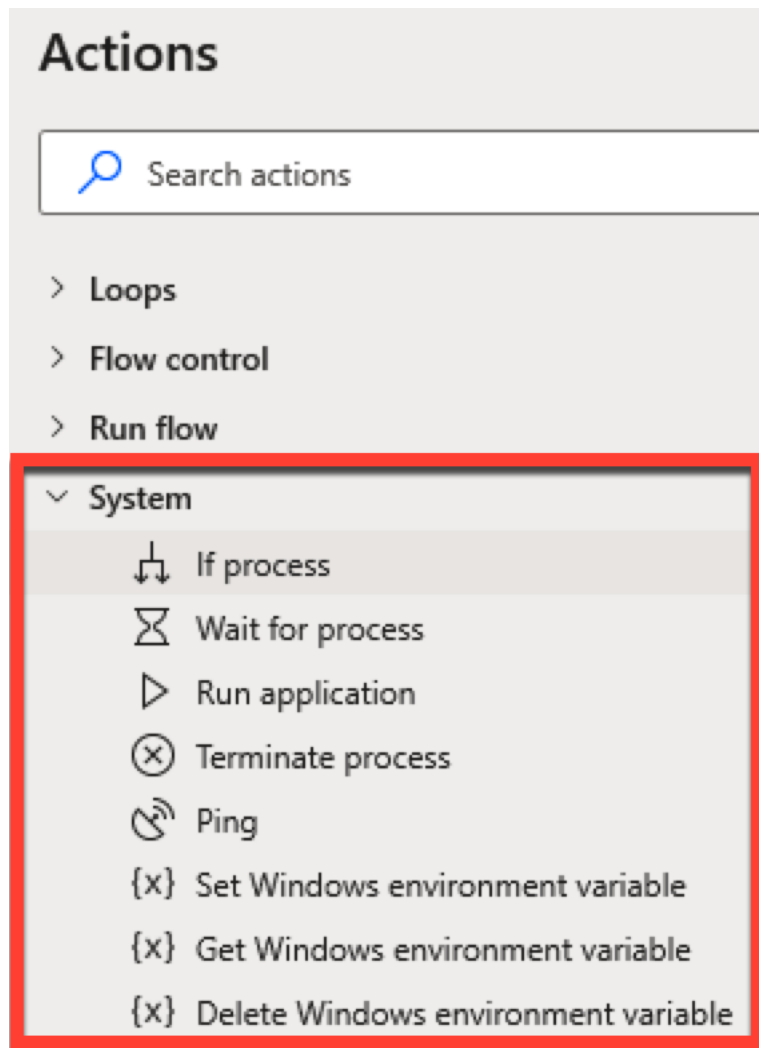 Actions
Search actions
Loops
Flow control
Run flow
System
If process
Wait for process
Run application
Terminate process
Ping
{x} Set Windows environment variable
{x} Get Windows environment variable
{x} Delete Windows environment variable